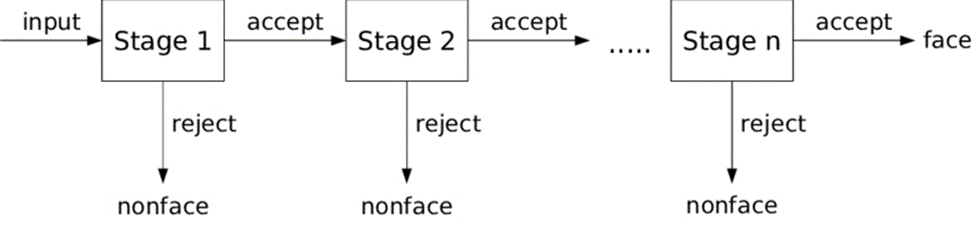 input
Stage 1
accept
Stage 2
accept
.....
Stage n
accept
face
reject
reject
reject
nonface
nonface
nonface